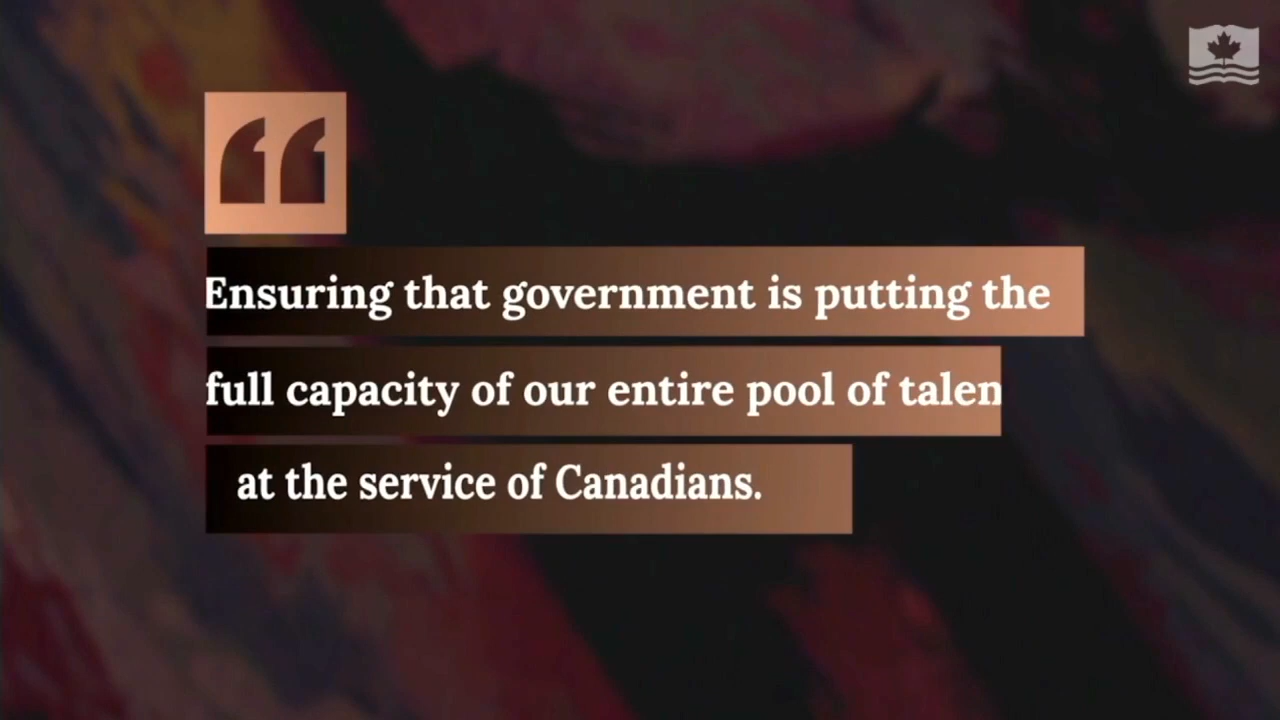 “
Ensuring that government is putting the
full capacity of our entire pool of talen
at the service of Canadians.